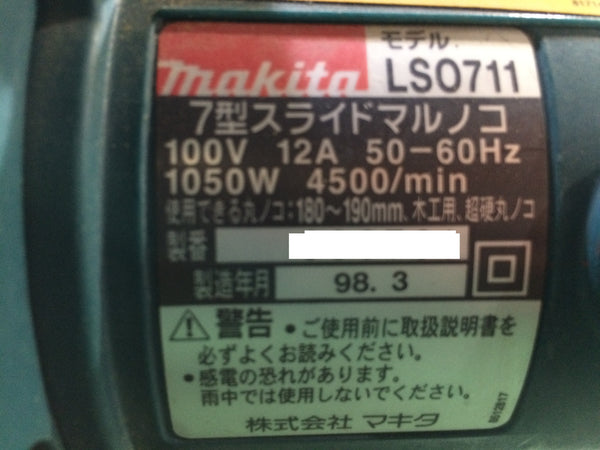 モデル
makita LS0711
7型スライドマルノコ
100V 12A 50-60Hz
1050W 4500/min
使用できる丸ノコ:180~190mm、木工用、超硬丸ノコ
製番
製造年月 98. 3
警告 ●ご使用前に取扱説明書を
必ずよくお読みください。
●感電の恐れがあります。
雨中では使用しないでください。
株式会社 マキタ